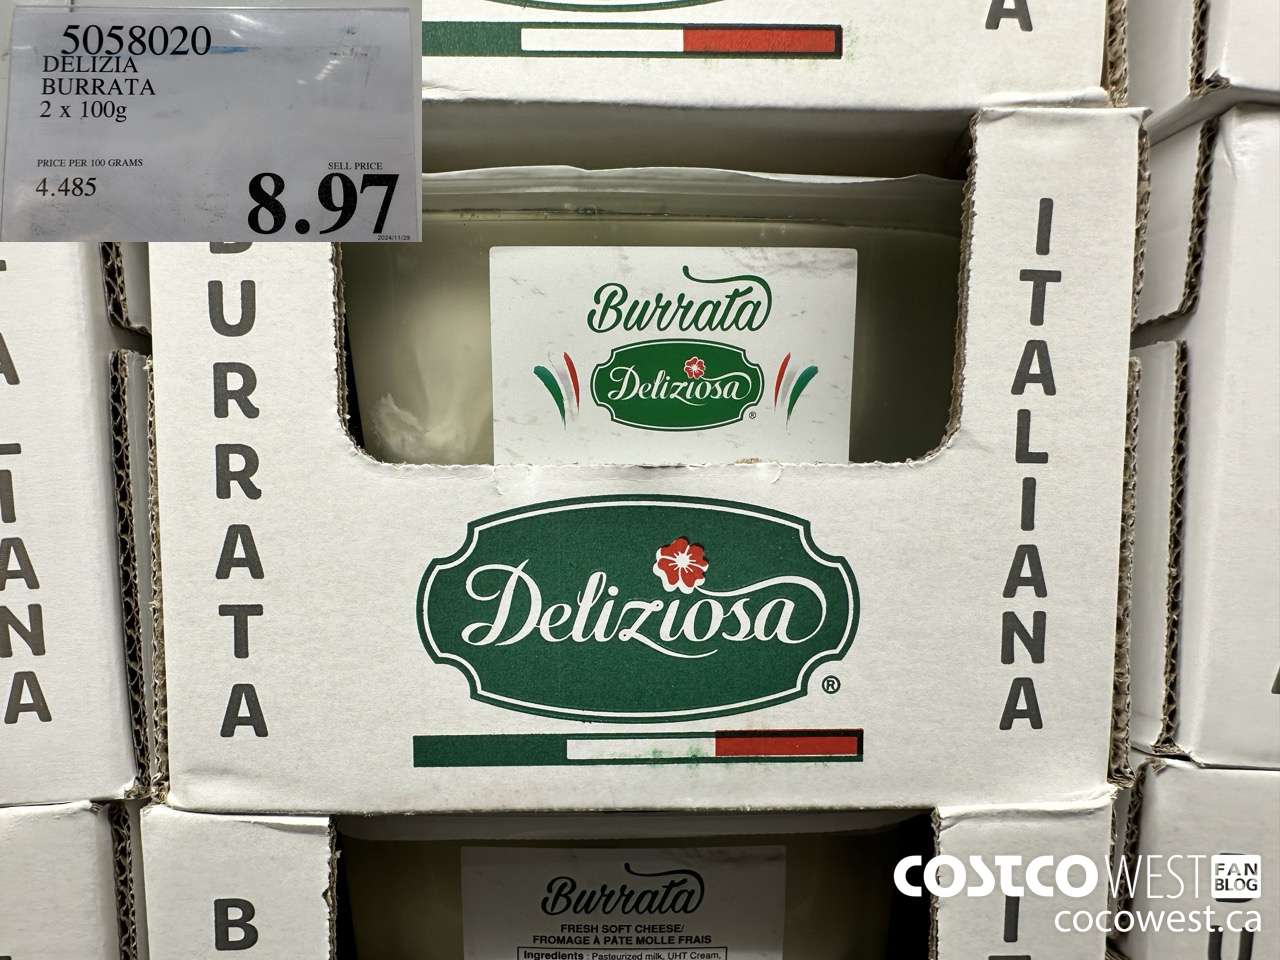 5058020
DELIZIA
BURRATA
2 x 100g
PRICE PER 100 GRAMS
4.485
SELL PRICE
8.97
2024/11/29
A
BURRATA
ITALIANA
Burrata
Deliziosa
®
Deliziosa
®
TANA
B
I
Burrata
FRESH SOFT CHEESE/
FROMAGE À PÂTE MOLLE FRAIS
Ingredients : Pasteurized milk, UHT Cream,
COSTCO WEST FAN BLOG
cocowest.ca